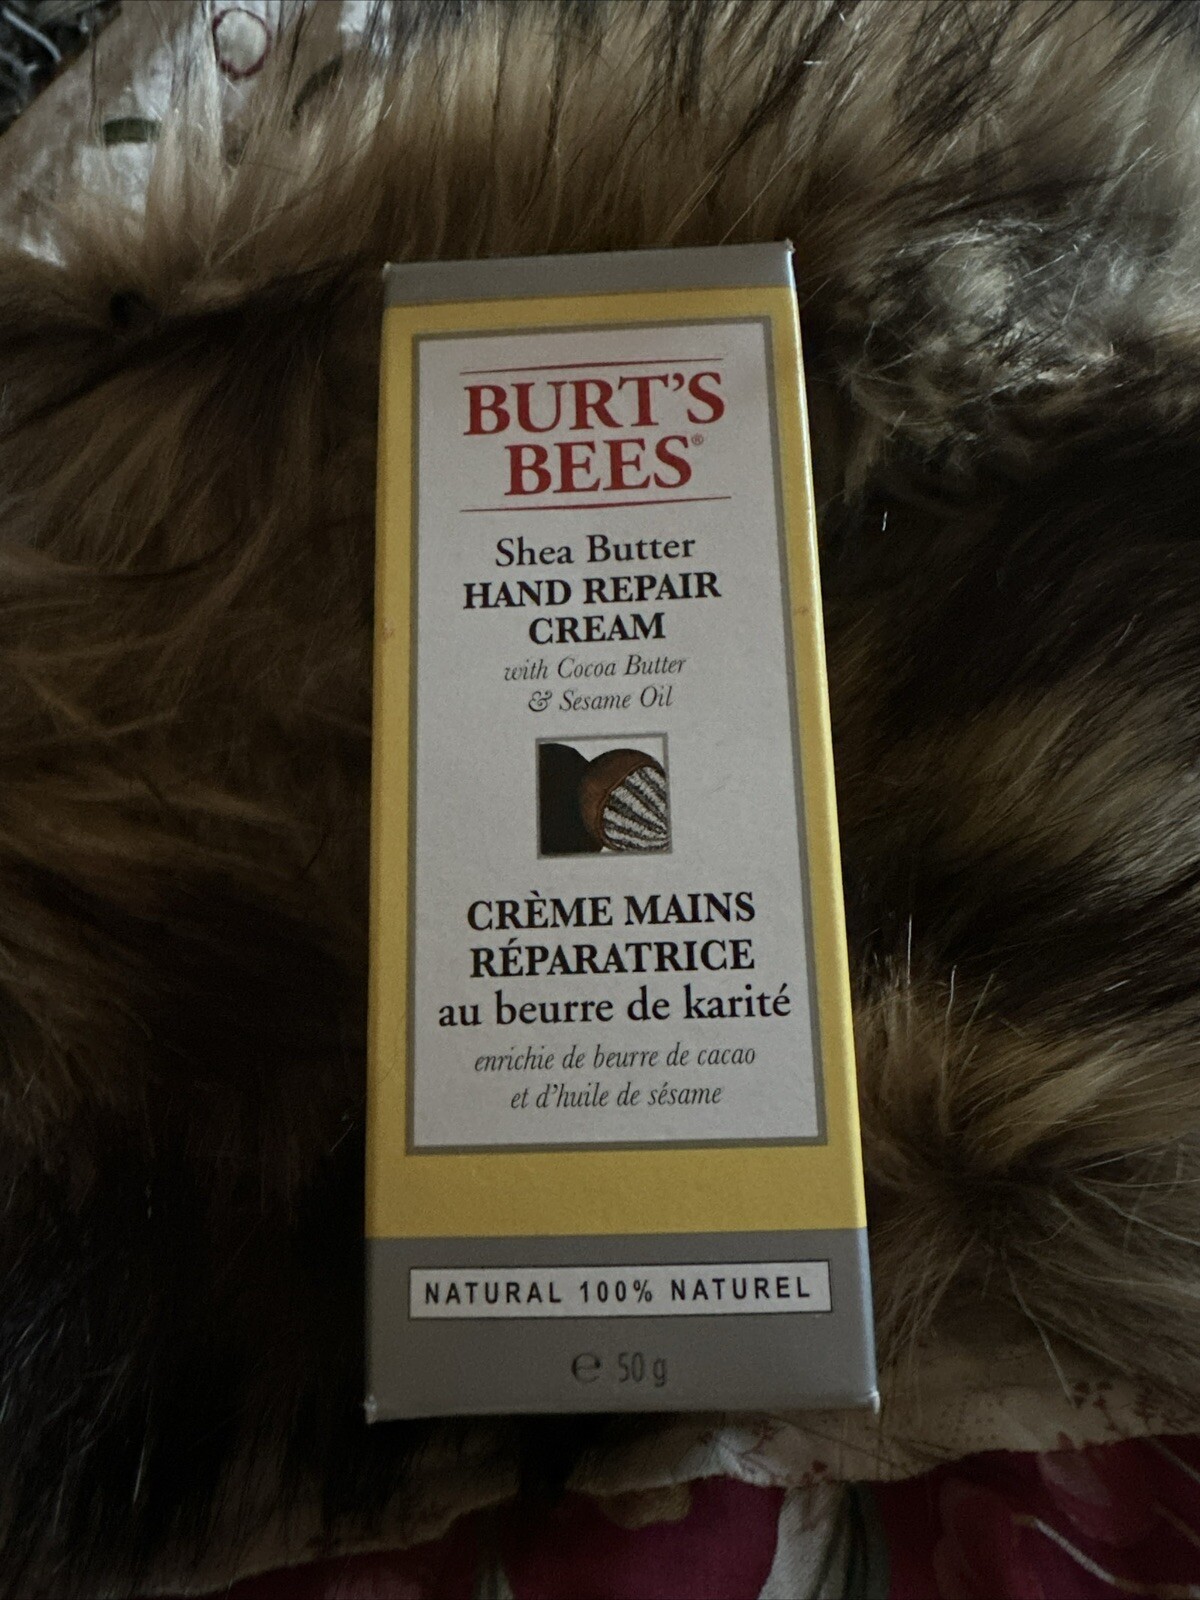 BURT'S
BEES®
Shea Butter
HAND REPAIR
CREAM
with Cocoa Butter
& Sesame Oil
CRÈME MAINS
RÉPARATRICE
au beurre de karité
enrichie de beurre de cacao
et d'huile de sésame
NATURAL 100% NATUREL
℮ 50 g